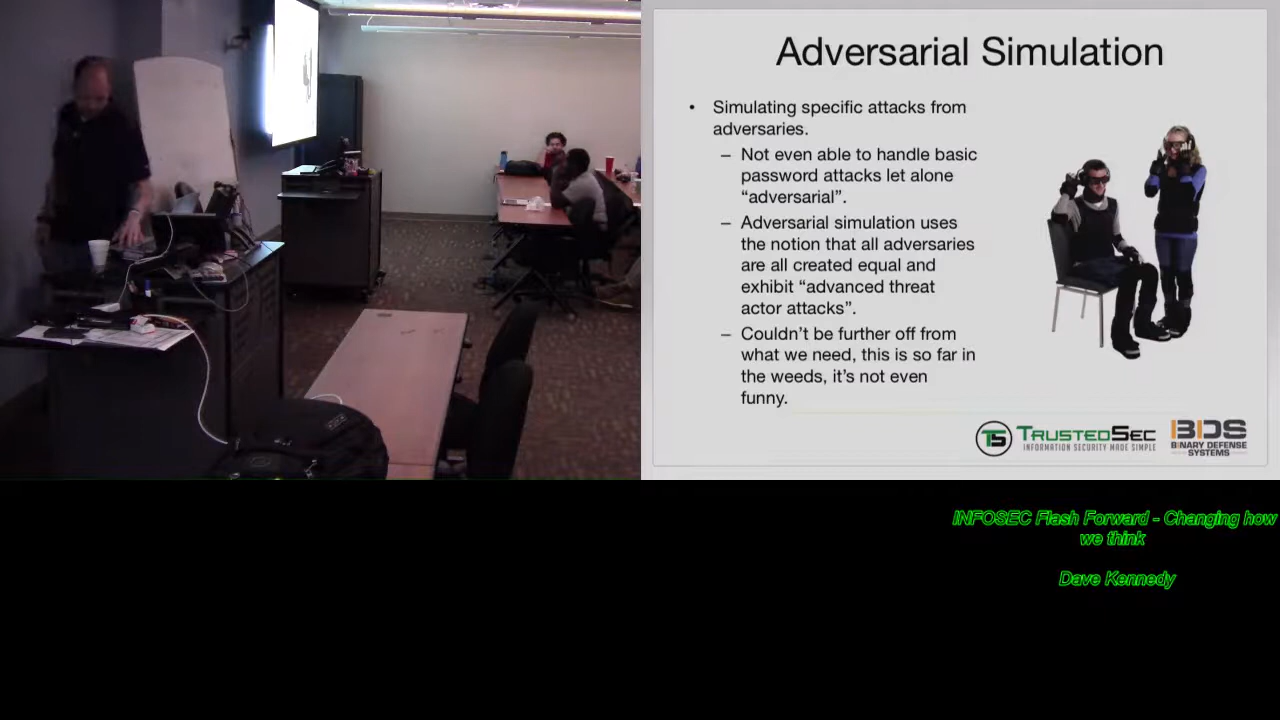 Adversarial Simulation
• Simulating specific attacks from
adversaries.
– Not even able to handle basic
password attacks let alone
“adversarial”.
– Adversarial simulation uses
the notion that all adversaries
are all created equal and
exhibit “advanced threat
actor attacks”.
– Couldn’t be further off from
what we need, this is so far in
the weeds, it’s not even
funny.
TS TRUSTEDSEC
INFORMATION SECURITY MADE SIMPLE
BDS
BINARY DEFENSE
SYSTEMS
INFOSEC Flash Forward - Changing how
we think
Dave Kennedy